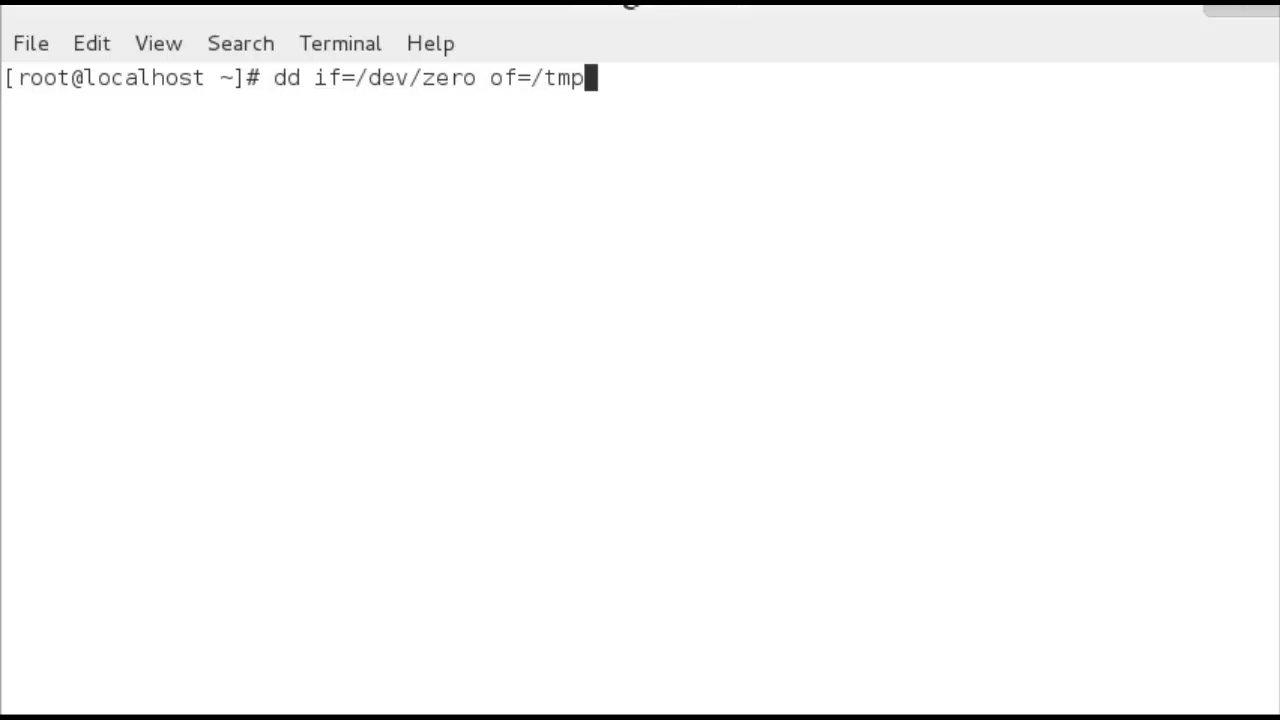 File Edit View Search Terminal Help
[root@localhost ~]# dd if=/dev/zero of=/tmp